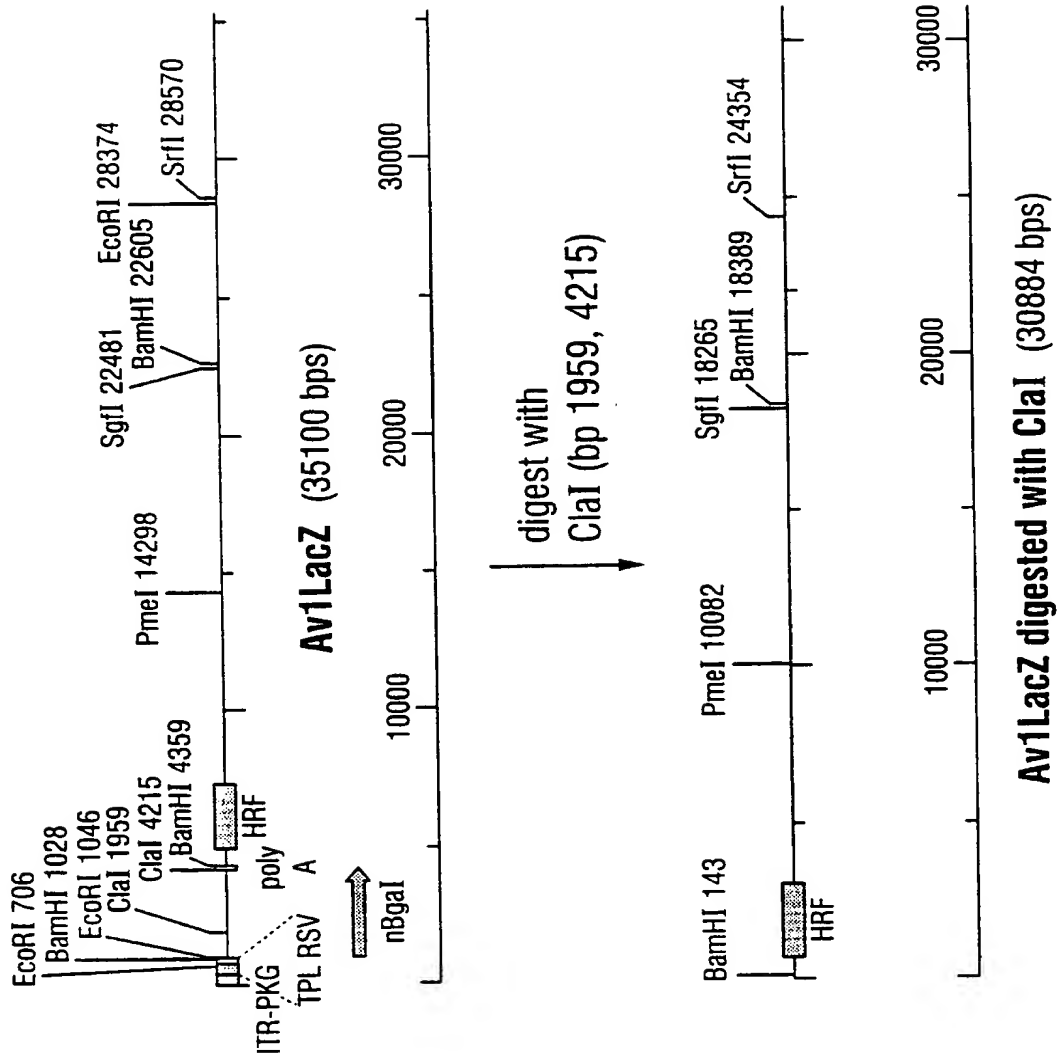 EcoRI 706
BamHI 1028
EcoRI 1046
ClaI 1959
ClaI 4215
BamHI 4359
PmeI 14298
SgfI 22481
BamHI 22605
EcoRI 28374
SrfI 28570
ITR-PKG
TPL RSV
poly
A
HRF
nBgaI
Av1LacZ (35100 bps)
10000
20000
30000
digest with
ClaI (bp 1959, 4215)
BamHI 143
PmeI 10082
SgfI 18265
BamHI 18389
SrfI 24354
HRF
10000
20000
30000
Av1LacZ digested with ClaI (30884 bps)